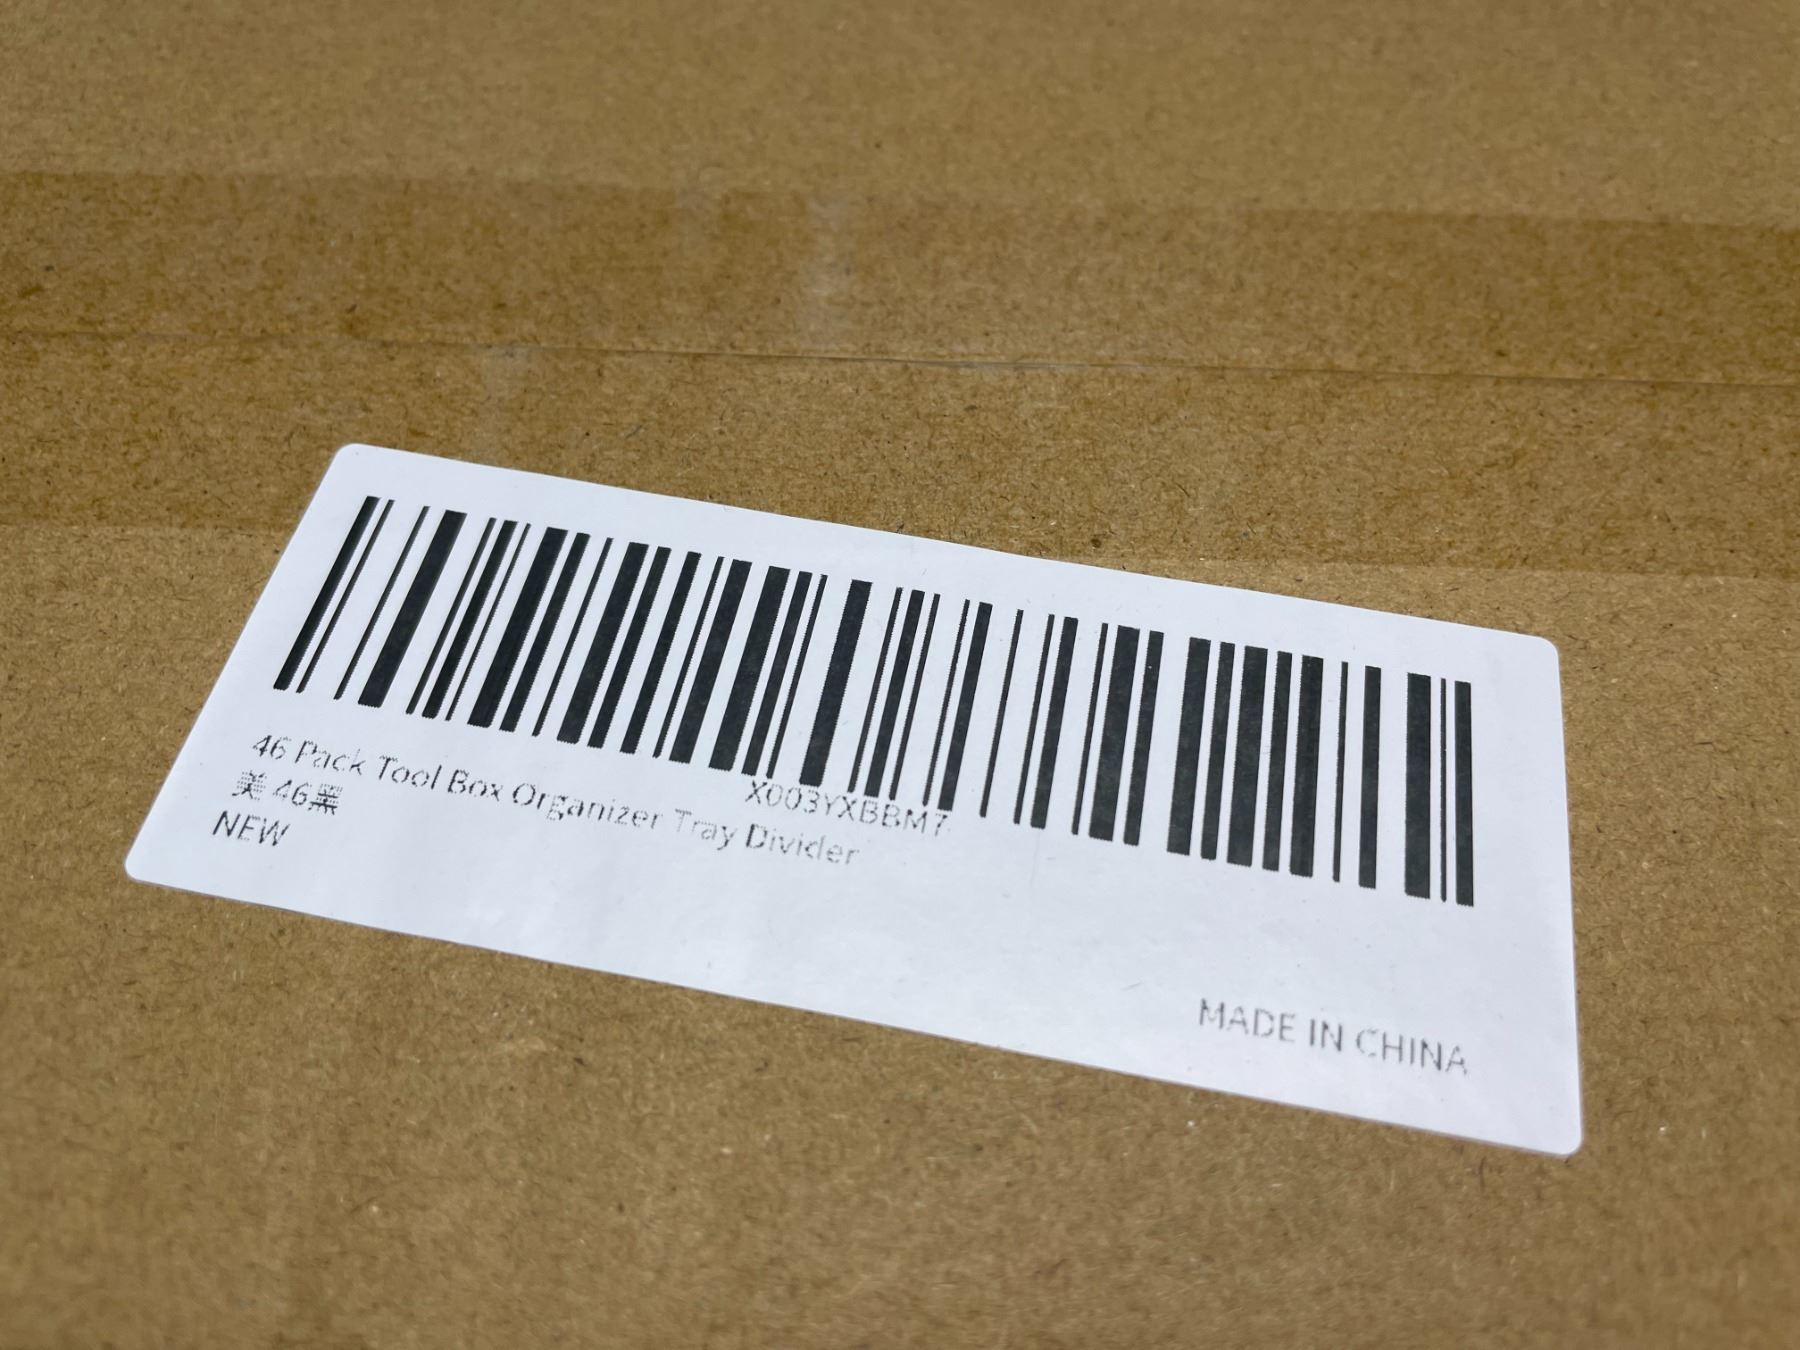 X003YXBBM7
46 Pack Tool Box Organizer Tray Divider
美 46黑
NEW
MADE IN CHINA